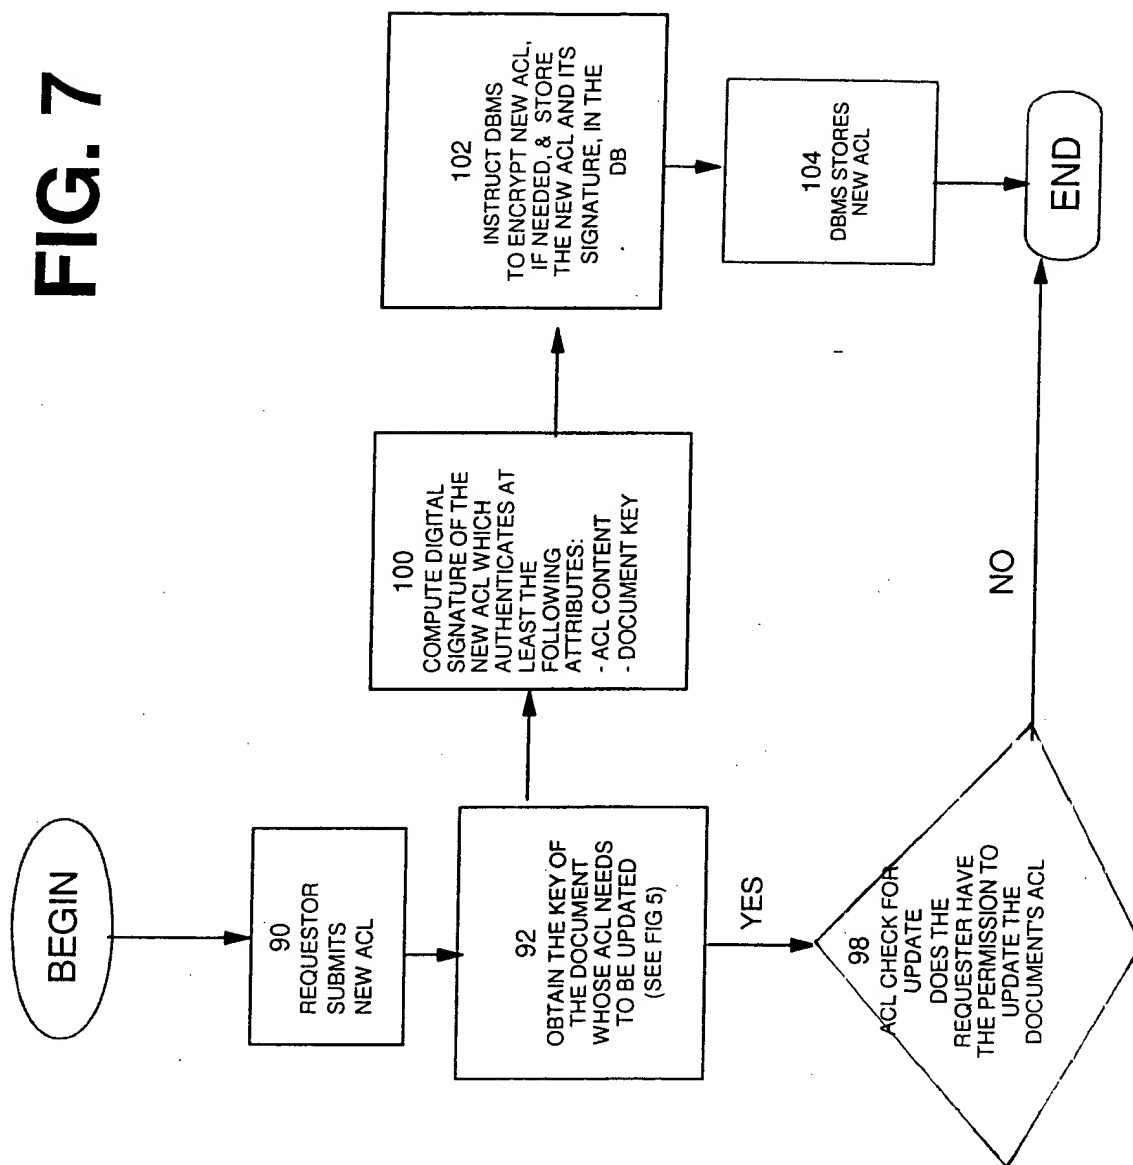 FIG. 7
BEGIN
90
REQUESTOR
SUBMITS
NEW ACL
92
OBTAIN THE KEY OF
THE DOCUMENT
WHOSE ACL NEEDS
TO BE UPDATED
(SEE FIG 5)
YES
98
ACL CHECK FOR
UPDATE
DOES THE
REQUESTER HAVE
THE PERMISSION TO
UPDATE THE
DOCUMENTS ACL
NO
100
COMPUTE DIGITAL
SIGNATURE OF THE
NEW ACL WHICH
AUTHENTICATES AT
LEAST THE
FOLLOWING
ATTRIBUTES:
- ACL CONTENT
- DOCUMENT KEY
102
INSTRUCT DBMS
TO ENCRYPT NEW ACL,
IF NEEDED, & STORE
THE NEW ACL AND ITS
SIGNATURE, IN THE
DB
104
DBMS STORES
NEW ACL
END